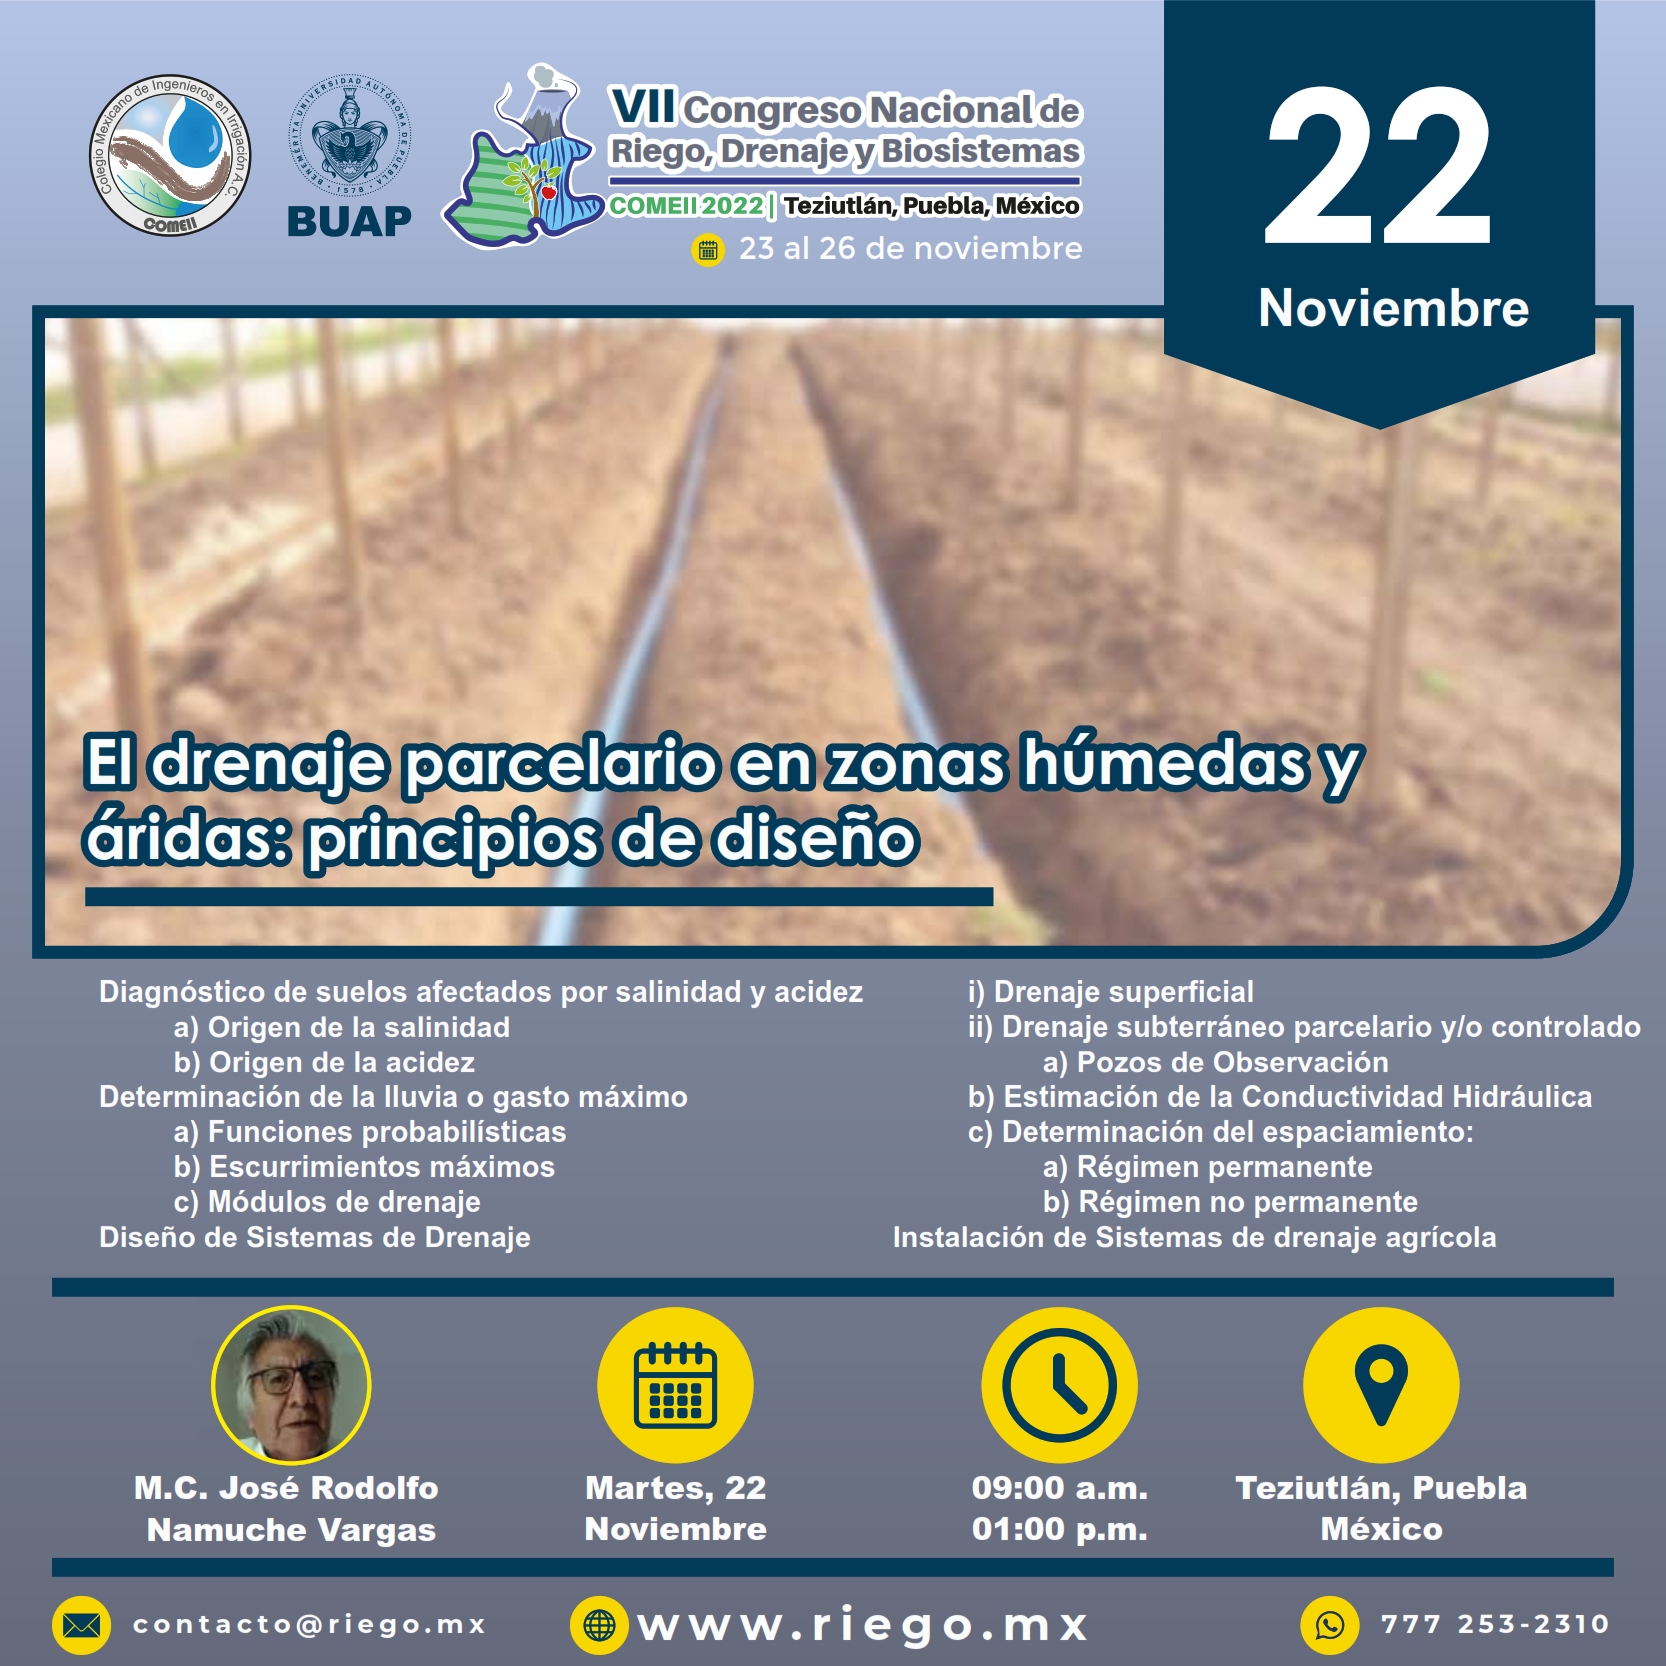 Colegio Mexicano de Ingenieros en Irrigación A.C.
COMEII
BENEMÉRITA UNIVERSIDAD AUTÓNOMA DE PUEBLA
1578
BUAP
VII Congreso Nacional de
Riego, Drenaje y Biosistemas
COMEII 2022 | Teziutlán, Puebla, México
23 al 26 de noviembre
22
Noviembre
El drenaje parcelario en zonas húmedas y
áridas: principios de diseño
Diagnóstico de suelos afectados por salinidad y acidez
a) Origen de la salinidad
b) Origen de la acidez
Determinación de la lluvia o gasto máximo
a) Funciones probabilísticas
b) Escurrimientos máximos
c) Módulos de drenaje
Diseño de Sistemas de Drenaje
i) Drenaje superficial
ii) Drenaje subterráneo parcelario y/o controlado
a) Pozos de Observación
b) Estimación de la Conductividad Hidráulica
c) Determinación del espaciamiento:
a) Régimen permanente
b) Régimen no permanente
Instalación de Sistemas de drenaje agrícola
M.C. José Rodolfo
Namuche Vargas
Martes, 22
Noviembre
09:00 a.m.
01:00 p.m.
Teziutlán, Puebla
México
contacto@riego.mx
www.riego.mx
777 253-2310